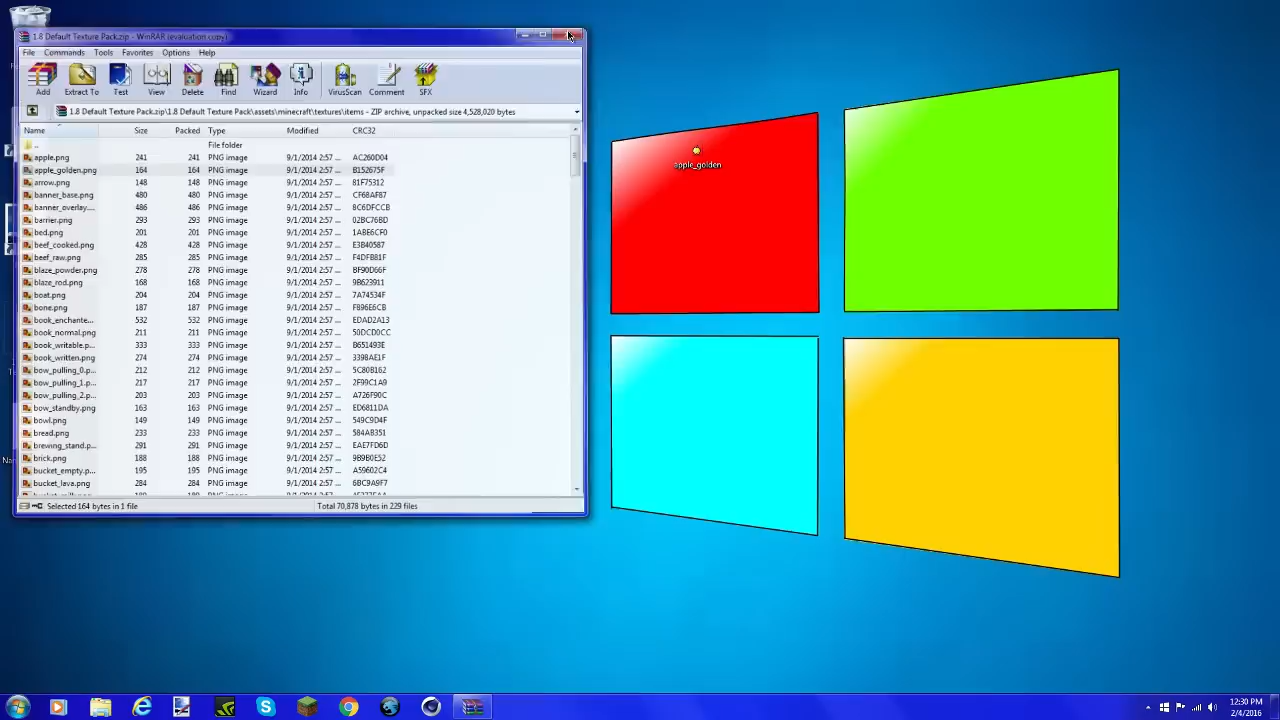 1.8 Default Texture Pack.zip - WinRAR (evaluation copy)
File Commands Tools Favorites Options Help
Add Extract To Test View Delete Find Wizard Info VirusScan Comment SFX
1.8 Default Texture Pack.zip\1.8 Default Texture Pack\assets\minecraft\textures\items - ZIP archive, unpacked size 4,528,020 bytes
Name Size Packed Type Modified CRC32
.. File folder
apple.png 241 241 PNG image 9/1/2014 2:57 ... AC260D04
apple_golden.png 164 164 PNG image 9/1/2014 2:57 ... B152675F
arrow.png 148 148 PNG image 9/1/2014 2:57 ... 81F75312
banner_base.png 480 480 PNG image 9/1/2014 2:57 ... CF68AF87
banner_overlay.... 486 486 PNG image 9/1/2014 2:57 ... 8C6DFCCB
barrier.png 293 293 PNG image 9/1/2014 2:57 ... 02BC76BD
bed.png 201 201 PNG image 9/1/2014 2:57 ... 1ABE6CF0
beef_cooked.png 428 428 PNG image 9/1/2014 2:57 ... E3B40587
beef_raw.png 285 285 PNG image 9/1/2014 2:57 ... F4DFB81F
blaze_powder.png 278 278 PNG image 9/1/2014 2:57 ... BF90D66F
blaze_rod.png 168 168 PNG image 9/1/2014 2:57 ... 9B623911
boat.png 204 204 PNG image 9/1/2014 2:57 ... 7A74534F
bone.png 187 187 PNG image 9/1/2014 2:57 ... F896E6CB
book_enchante... 532 532 PNG image 9/1/2014 2:57 ... EDAD2A13
book_normal.png 211 211 PNG image 9/1/2014 2:57 ... 50DCD0CC
book_writable.p... 333 333 PNG image 9/1/2014 2:57 ... B651493E
book_written.png 274 274 PNG image 9/1/2014 2:57 ... 3398AE1F
bow_pulling_0.p... 212 212 PNG image 9/1/2014 2:57 ... 5C80B162
bow_pulling_1.p... 217 217 PNG image 9/1/2014 2:57 ... 2F99C1A9
bow_pulling_2.p... 203 203 PNG image 9/1/2014 2:57 ... A726F90C
bow_standby.png 163 163 PNG image 9/1/2014 2:57 ... ED6811DA
bowl.png 149 149 PNG image 9/1/2014 2:57 ... 549C9D4F
bread.png 233 233 PNG image 9/1/2014 2:57 ... 584AB351
brewing_stand.p... 291 291 PNG image 9/1/2014 2:57 ... EAE7FD6D
brick.png 188 188 PNG image 9/1/2014 2:57 ... 9B9B0E52
bucket_empty.p... 195 195 PNG image 9/1/2014 2:57 ... A59602C4
bucket_lava.png 284 284 PNG image 9/1/2014 2:57 ... 6BC9A9F7
Selected 164 bytes in 1 file Total 70,878 bytes in 229 files
apple_golden
12:30 PM
2/4/2016